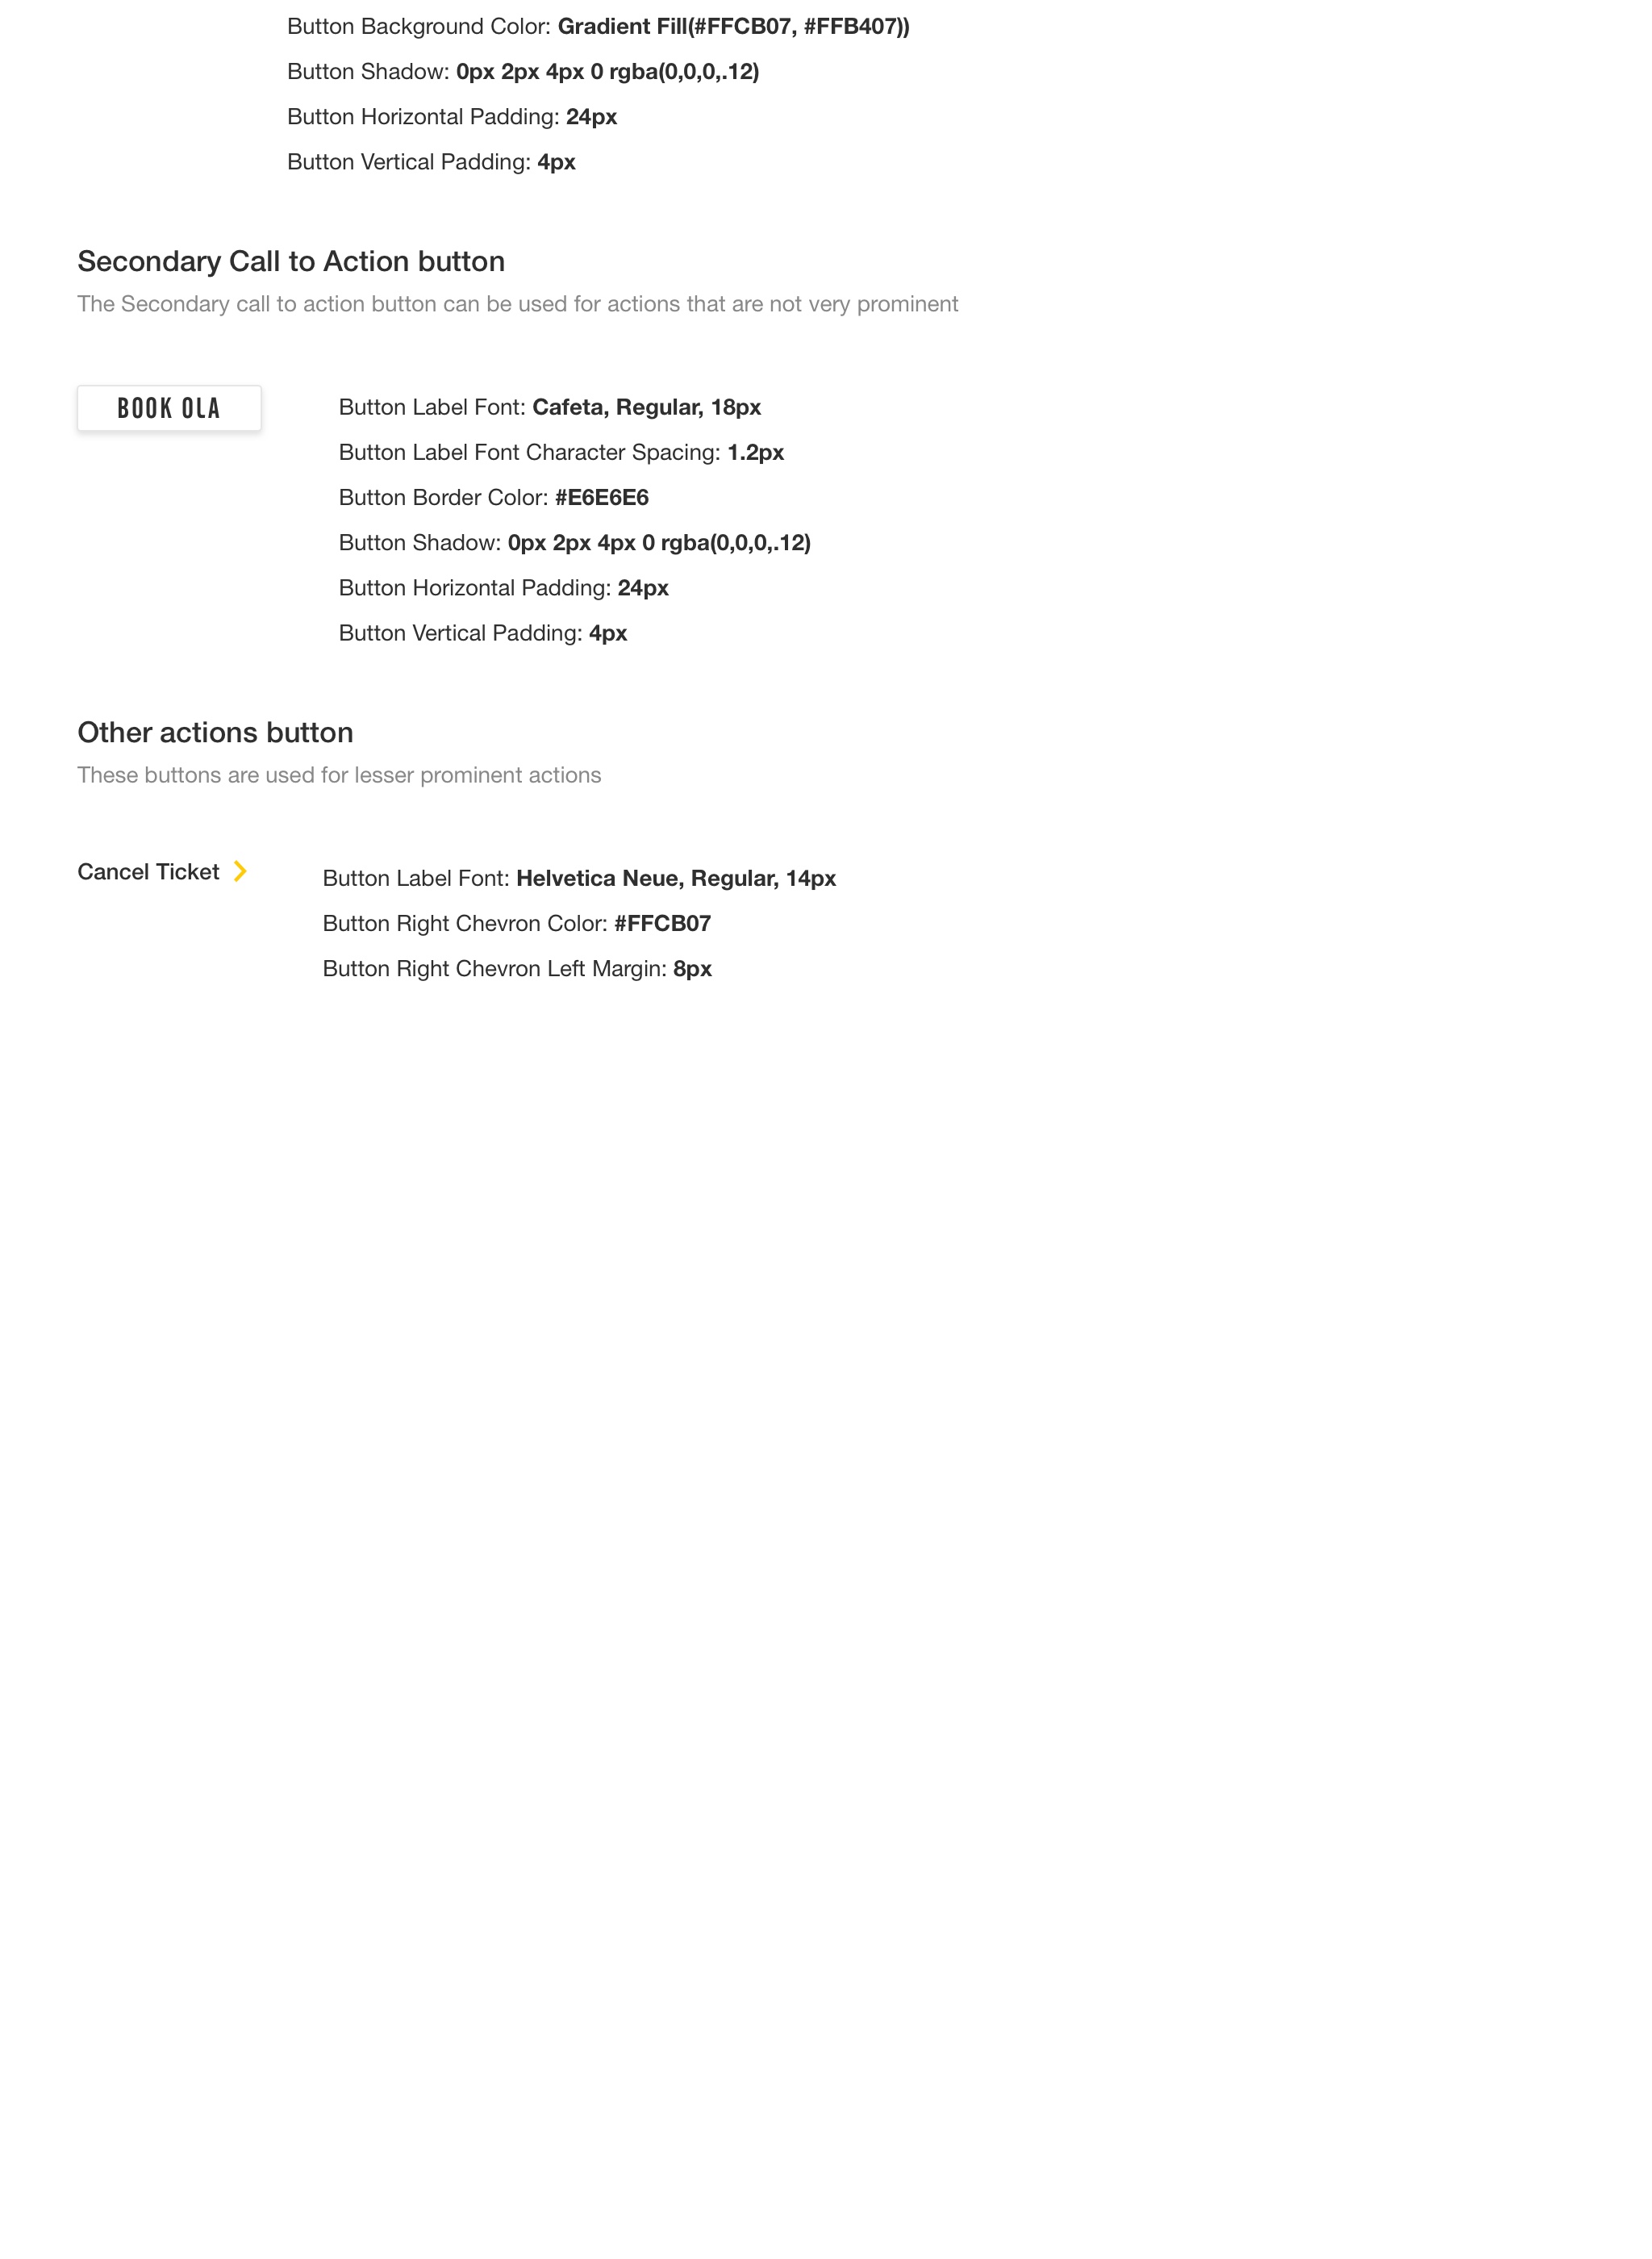 Button Background Color: Gradient Fill(#FFCB07, #FFB407))
Button Shadow: 0px 2px 4px 0 rgba(0,0,0,.12)
Button Horizontal Padding: 24px
Button Vertical Padding: 4px
Secondary Call to Action button
The Secondary call to action button can be used for actions that are not very prominent
BOOK OLA
Button Label Font: Cafeta, Regular, 18px
Button Label Font Character Spacing: 1.2px
Button Border Color: #E6E6E6
Button Shadow: 0px 2px 4px 0 rgba(0,0,0,.12)
Button Horizontal Padding: 24px
Button Vertical Padding: 4px
Other actions button
These buttons are used for lesser prominent actions
Cancel Ticket
Button Label Font: Helvetica Neue, Regular, 14px
Button Right Chevron Color: #FFCB07
Button Right Chevron Left Margin: 8px